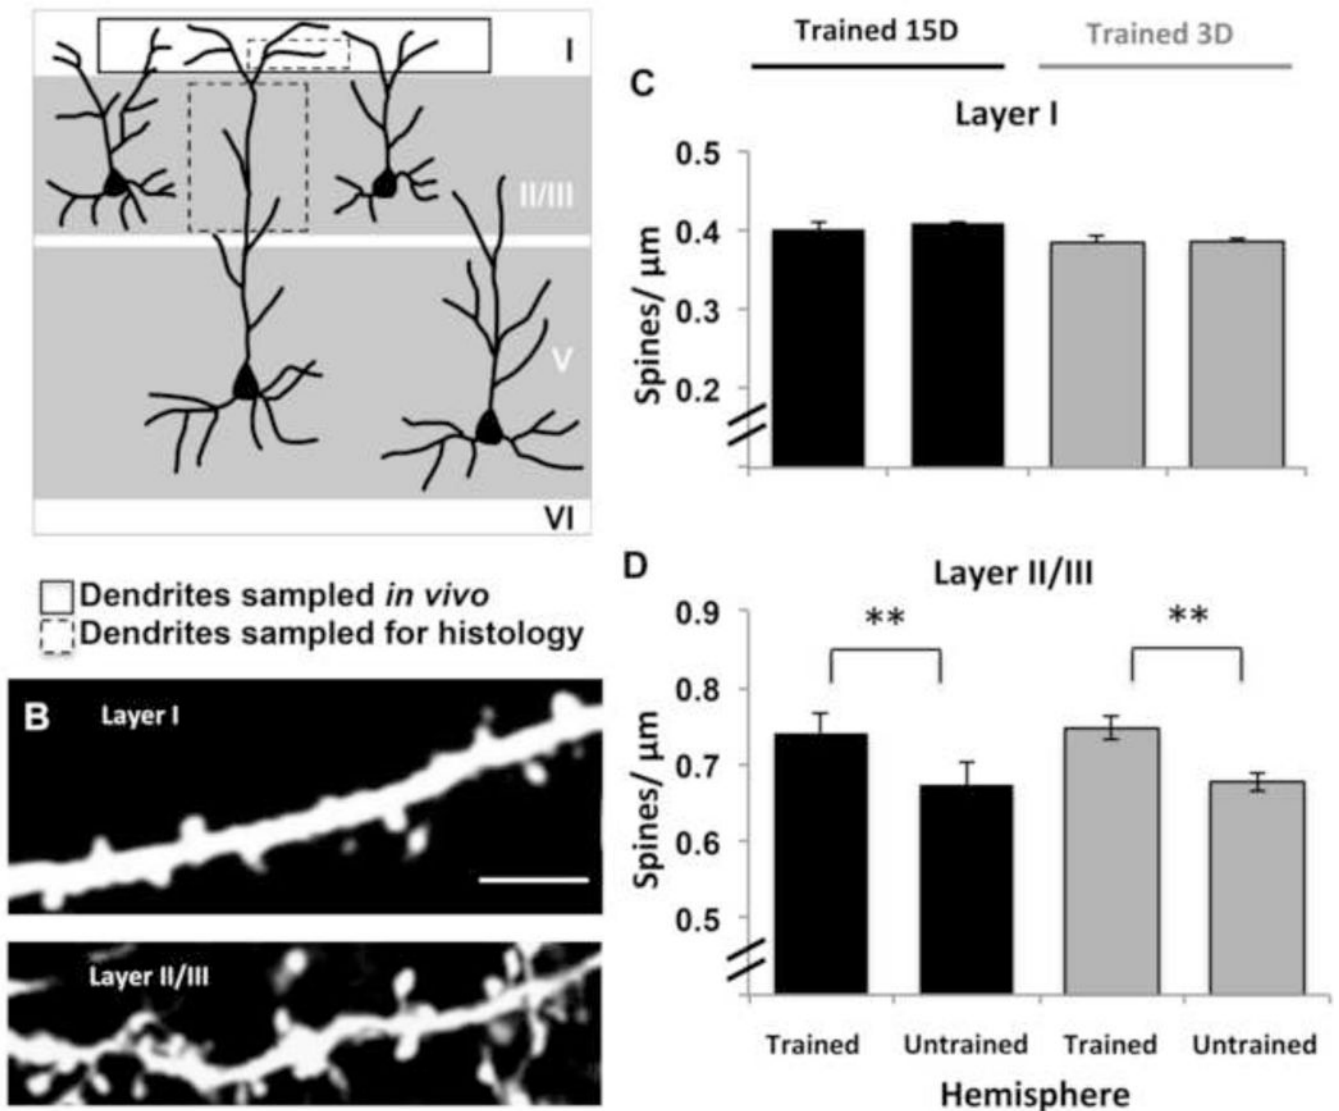 I
II/III
V
VI
Dendrites sampled in vivo
Dendrites sampled for histology
B
Layer I
Layer II/III
Trained 15D
Trained 3D
C
Layer I
0.5
0.4
0.3
0.2
Spines/ µm
D
Layer II/III
**
**
0.9
0.8
0.7
0.6
0.5
Spines/ µm
Trained
Untrained
Trained
Untrained
Hemisphere